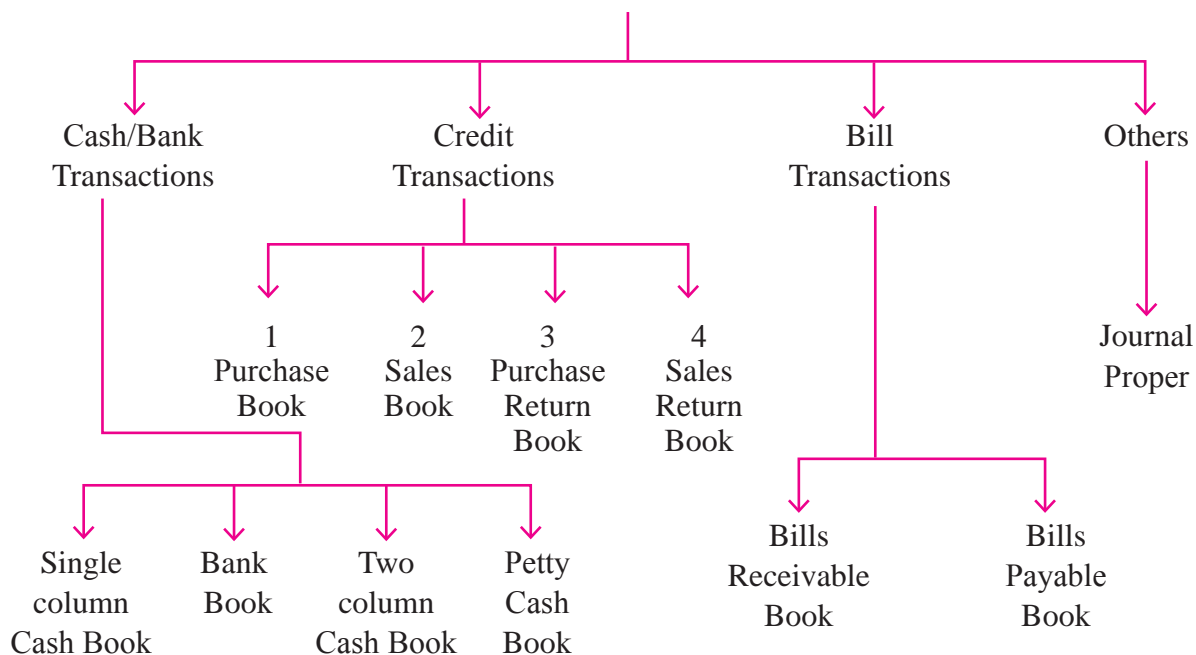 Cash/Bank
Transactions
Credit
Transactions
Bill
Transactions
Others
1
Purchase
Book
2
Sales
Book
3
Purchase
Return
Book
4
Sales
Return
Book
Journal
Proper
Single
column
Cash Book
Bank
Book
Two
column
Cash Book
Petty
Cash
Book
Bills
Receivable
Book
Bills
Payable
Book